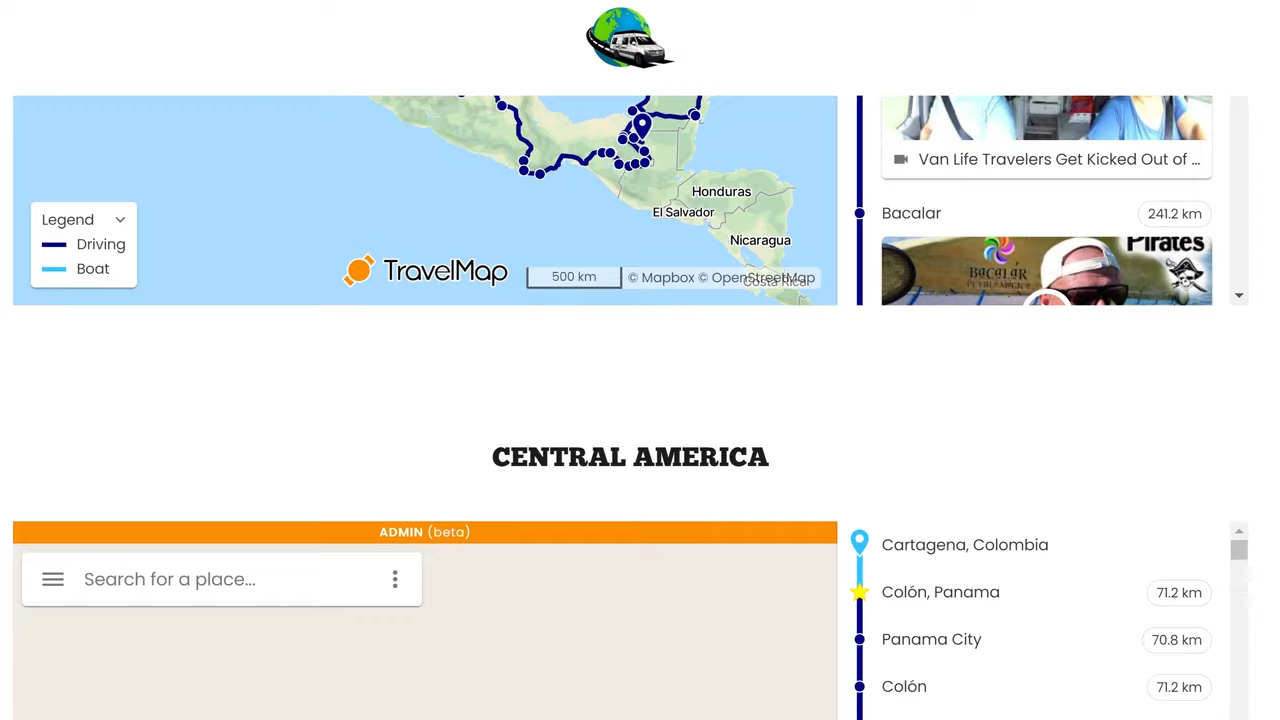 Van Life Travelers Get Kicked Out of ...
Honduras
El Salvador
Legend
Driving
Boat
Nicaragua
TravelMap
500 km
© Mapbox © OpenStreetMap
Costa Rica
Bacalar
241.2 km
Pirates
BACALAR
CENTRAL AMERICA
ADMIN (beta)
Search for a place...
Cartagena, Colombia
Colón, Panama
71.2 km
Panama City
70.8 km
Colón
71.2 km